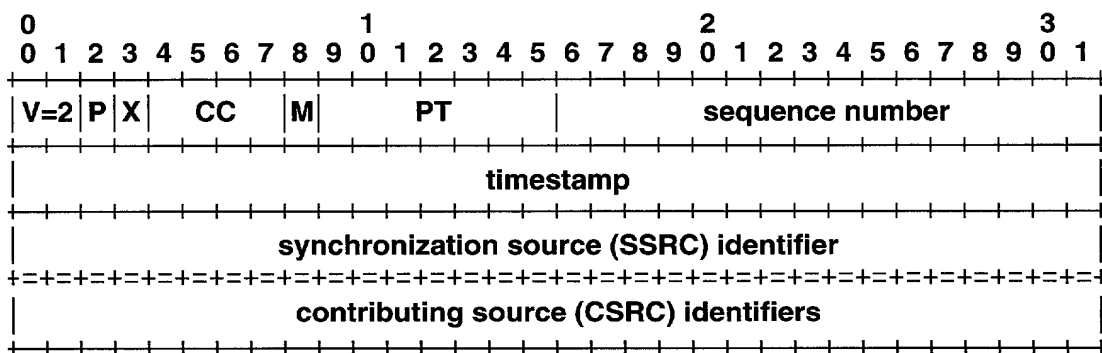 0 1 2 3
0 1 2 3 4 5 6 7 8 9 0 1 2 3 4 5 6 7 8 9 0 1 2 3 4 5 6 7 8 9 0 1
V=2 P X CC M PT sequence number
timestamp
synchronization source (SSRC) identifier
contributing source (CSRC) identifiers